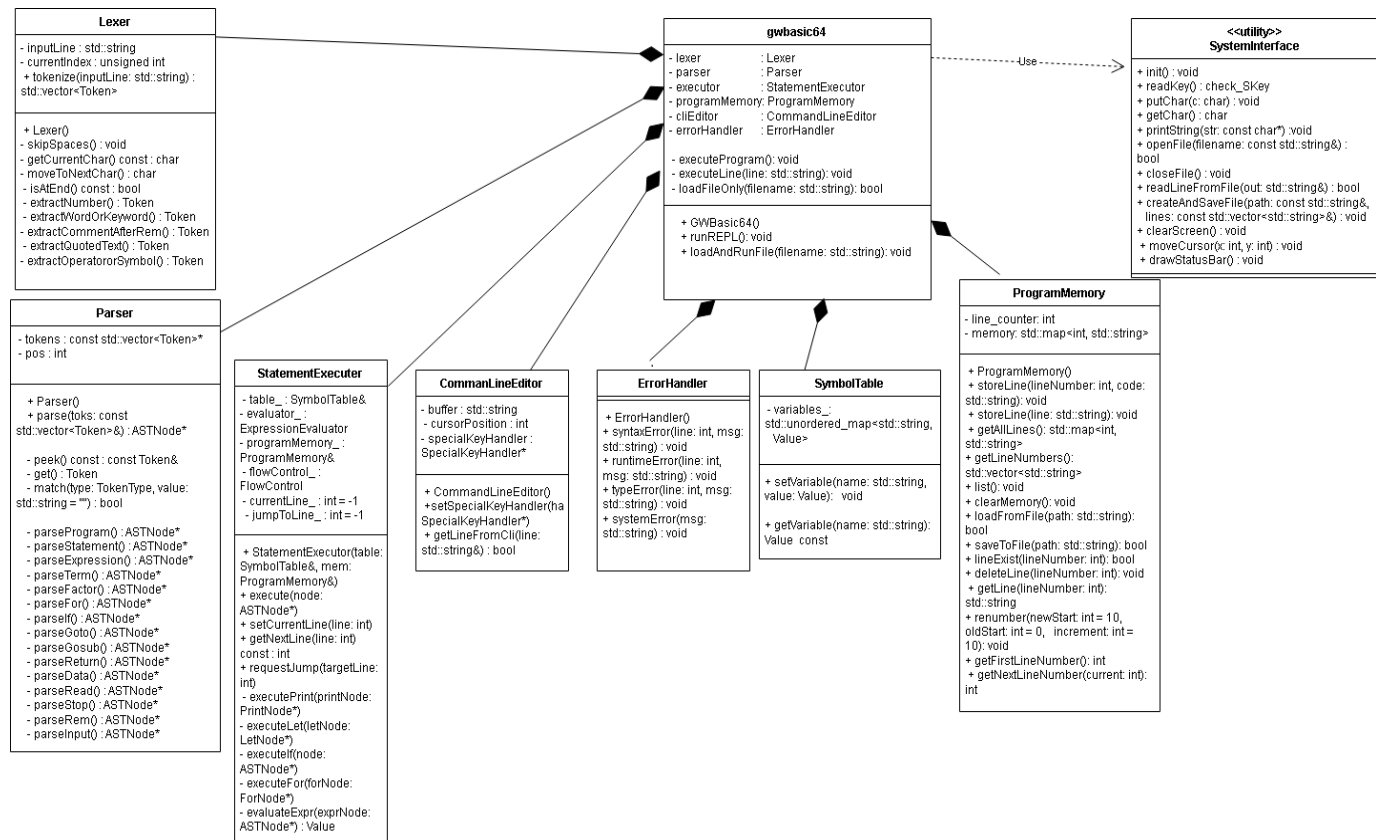 Lexer
- inputLine : std::string
- currentIndex : unsigned int
+ tokenize(inputLine: std::string) :
std::vector<Token>
+ Lexer()
- skipSpaces() : void
- getCurrentChar() const : char
- moveToNextChar() : char
- isAtEnd() const : bool
- extractNumber() : Token
- extractWordOrKeyword() : Token
- extractCommentAfterRem() : Token
- extractQuotedText() : Token
- extractOperatororSymbol() : Token
gwbasic64
- lexer : Lexer
- parser : Parser
- executor : StatementExecutor
- programMemory: ProgramMemory
- cliEditor : CommandLineEditor
- errorHandler : ErrorHandler
- executeProgram(): void
- executeLine(line: std::string): void
- loadFileOnly(filename: std::string): bool
+ GWBasic64()
+ runREPL(): void
+ loadAndRunFile(filename: std::string): void
Use
<<utility>>
SystemInterface
+ init() : void
+ readKey() : check_SKey
+ putChar(c: char) : void
+ getChar() : char
+ printString(str: const char*) :void
+ openFile(filename: const std::string&) :
bool
+ closeFile() : void
+ readLineFromFile(out: std::string&) : bool
+ createAndSaveFile(path: const std::string&,
lines: const std::vector<std::string>&) : void
+ clearScreen() : void
+ moveCursor(x: int, y: int) : void
+ drawStatusBar() : void
Parser
- tokens : const std::vector<Token>*
- pos : int
+ Parser()
+ parse(toks: const
std::vector<Token>&) : ASTNode*
- peek() const : const Token&
- get() : Token
- match(type: TokenType, value:
std::string = "") : bool
- parseProgram() : ASTNode*
- parseStatement() : ASTNode*
- parseExpression() : ASTNode*
- parseTerm() : ASTNode*
- parseFactor() : ASTNode*
- parseFor() : ASTNode*
- parseIf() : ASTNode*
- parseGoto() : ASTNode*
- parseGosub() : ASTNode*
- parseReturn() : ASTNode*
- parseData() : ASTNode*
- parseRead() : ASTNode*
- parseStop() : ASTNode*
- parseRem() : ASTNode*
- parseInput() : ASTNode*
StatementExecuter
- table_ : SymbolTable&
- evaluator_ :
ExpressionEvaluator
- programMemory_ :
ProgramMemory&
- flowControl_ :
FlowControl
- currentLine_ : int = -1
- jumpToLine_ : int = -1
+ StatementExecutor(table:
SymbolTable&, mem:
ProgramMemory&)
+ execute(node:
ASTNode*)
+ setCurrentLine(line: int)
+ getNextLine(line: int)
const : int
+ requestJump(targetLine:
int)
- executePrint(printNode:
PrintNode*)
- executeLet(letNode:
LetNode*)
- executeIf(node:
ASTNode*)
- executeFor(forNode:
ForNode*)
- evaluateExpr(exprNode:
ASTNode*) : Value
CommanLineEditor
- buffer : std::string
- cursorPosition : int
- specialKeyHandler :
SpecialKeyHandler*
+ CommandLineEditor()
+setSpecialKeyHandler(ha
SpecialKeyHandler*)
+ getLineFromCli(line:
std::string&) : bool
ErrorHandler
+ ErrorHandler()
+ syntaxError(line: int, msg:
std::string) : void
+ runtimeError(line: int,
msg: std::string) : void
+ typeError(line: int, msg:
std::string) : void
+ systemError(msg:
std::string) : void
SymbolTable
- variables_:
std::unordered_map<std::string,
Value>
+ setVariable(name: std::string,
value: Value): void
+ getVariable(name: std::string):
Value const
ProgramMemory
- line_counter: int
- memory: std::map<int, std::string>
+ ProgramMemory()
+ storeLine(lineNumber: int, code:
std::string): void
+ storeLine(line: std::string): void
+ getAllLines(): std::map<int,
std::string>
+ getLineNumbers():
std::vector<std::string>
+ list(): void
+ clearMemory(): void
+ loadFromFile(path: std::string):
bool
+ saveToFile(path: std::string): bool
+ lineExist(lineNumber: int): bool
+ deleteLine(lineNumber: int): void
+ getLine(lineNumber: int):
std::string
+ renumber(newStart: int = 10,
oldStart: int = 0, increment: int =
10): void
+ getFirstLineNumber(): int
+ getNextLineNumber(current: int):
int